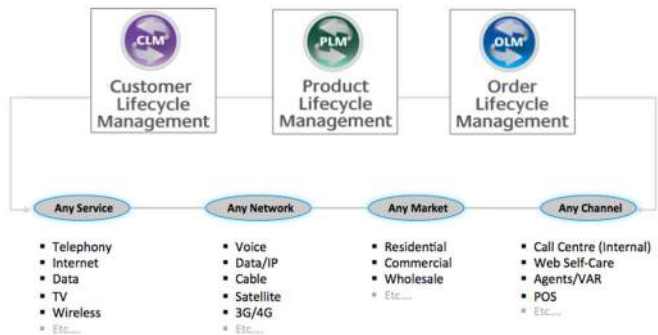 CLM
Customer
Lifecycle
Management
PLM
Product
Lifecycle
Management
OLM
Order
Lifecycle
Management
Any Service
Telephony
Internet
Data
TV
Wireless
Etc....
Any Network
Voice
Data/IP
Cable
Satellite
3G/4G
Etc....
Any Market
Residential
Commercial
Wholesale
Etc....
Any Channel
Call Centre (Internal)
Web Self-Care
Agents/VAR
POS
Etc....